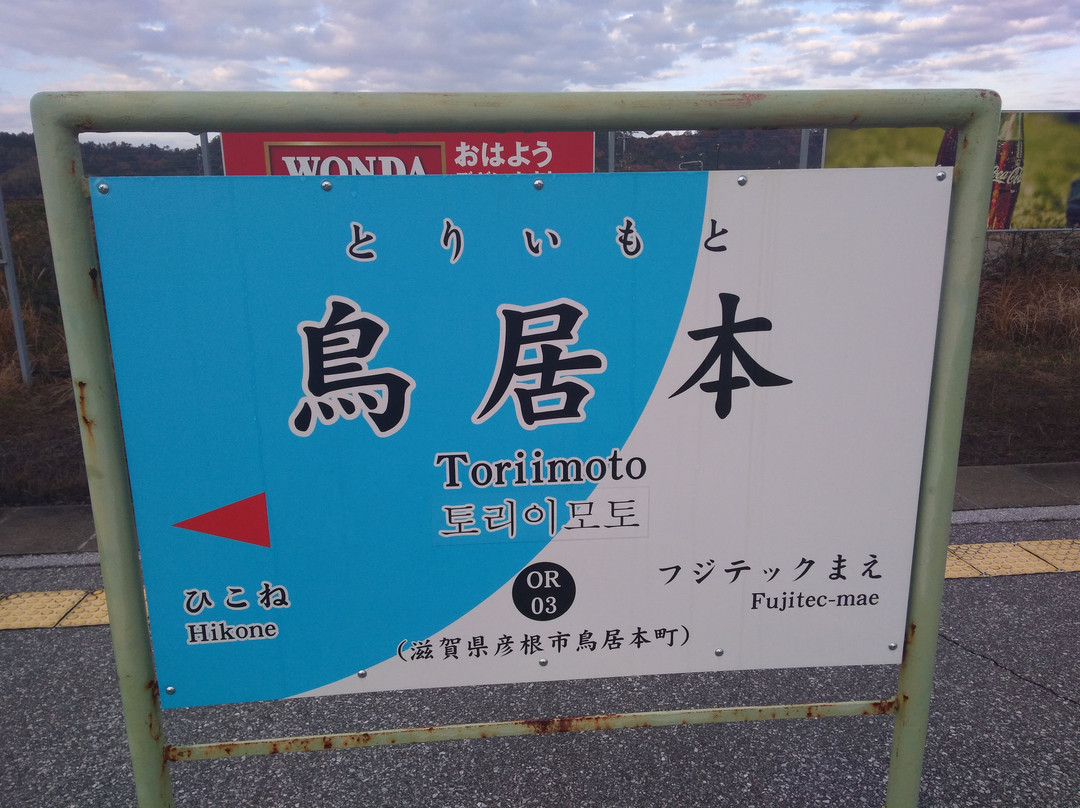 WONDA
おはよう
Coca-Cola
とりいもと
鳥居本
Toriimoto
토리이모토
ひこね
Hikone
OR
03
フジテックまえ
Fujitec-mae
(滋賀県彦根市鳥居本町)